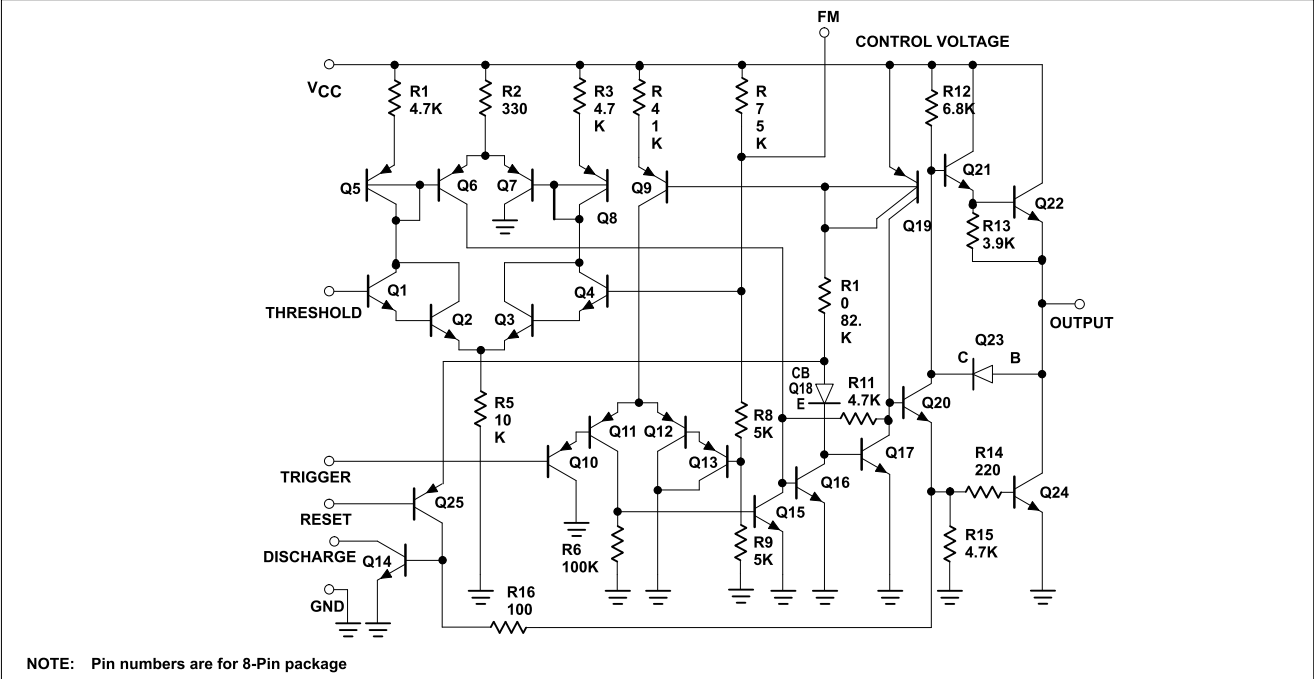 FM
CONTROL VOLTAGE
VCC
R1
4.7K
R2
330
R3
4.7
K
R
4
1
K
R
7
5
K
R12
6.8K
Q5
Q6
Q7
Q8
Q9
Q19
Q21
Q22
R13
3.9K
Q1
Q2
Q3
Q4
THRESHOLD
R1
0
82.
K
OUTPUT
Q23
C
B
CB
Q18
E
R11
4.7K
Q20
R5
10
K
Q11
Q12
R8
5K
Q10
Q13
Q17
TRIGGER
Q16
R14
220
Q24
Q25
RESET
Q15
DISCHARGE
Q14
R6
100K
R9
5K
R15
4.7K
GND
R16
100
NOTE: Pin numbers are for 8-Pin package